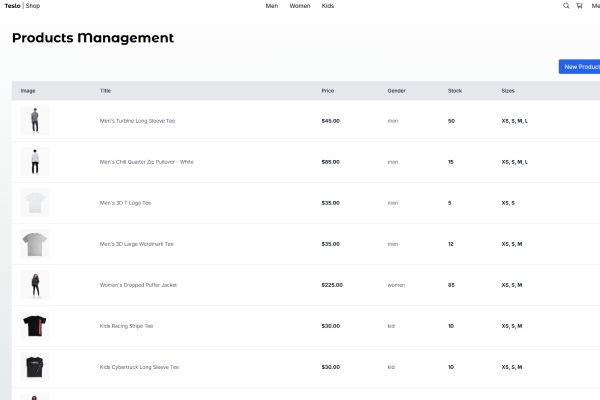 Teslo | Shop Men Women Kids Me
Products Management
New Product
Image Title Price Gender Stock Sizes
Men's Turbine Long Sleeve Tee $45.00 men 50 XS, S, M, L
Men's Chill Quarter Zip Pullover - White $85.00 men 15 XS, S, M, L
Men's 3D T Logo Tee $35.00 men 5 XS, S
Men's 3D Large Wordmark Tee $35.00 men 12 XS, S, M
Women's Cropped Puffer Jacket $225.00 women 85 XS, S, M
Kids Racing Stripe Tee $30.00 kid 10 XS, S, M
Kids Cybertruck Long Sleeve Tee $30.00 kid 10 XS, S, M